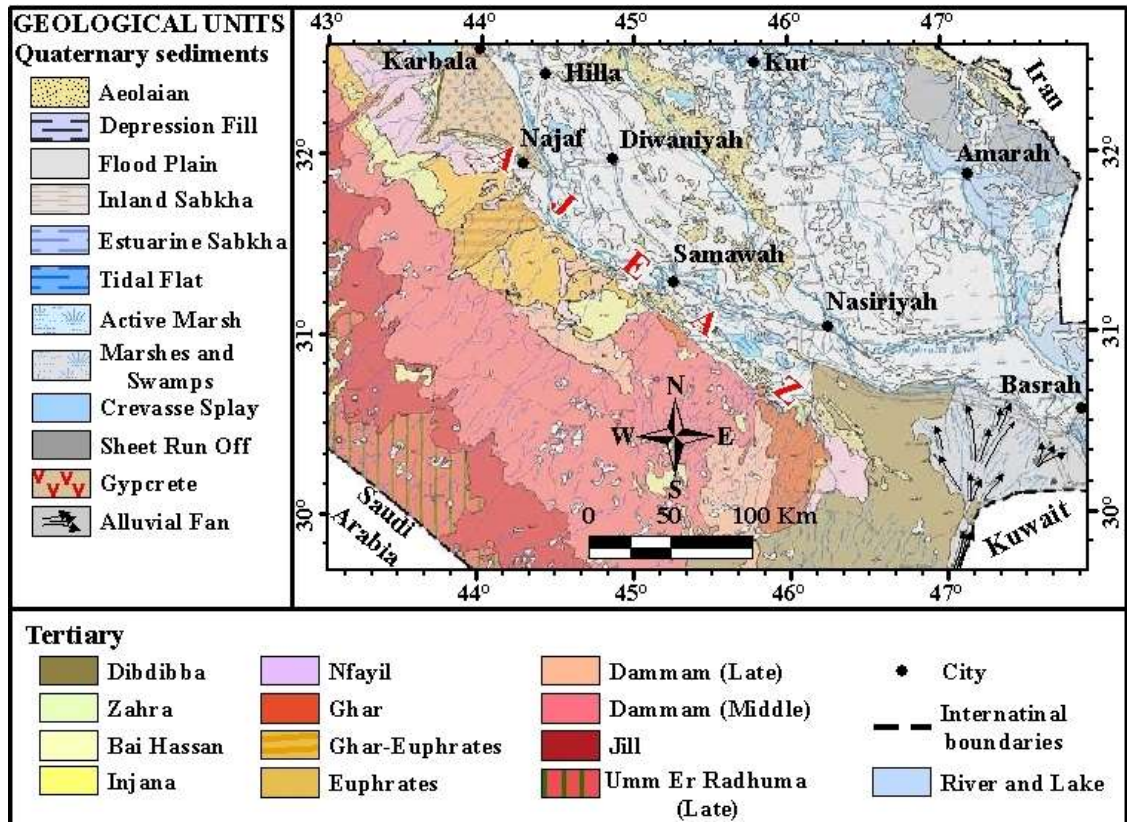 GEOLOGICAL UNITS
Quaternary sediments
Aeolaian
Depression Fill
Flood Plain
Inland Sabkha
Estuarine Sabkha
Tidal Flat
Active Marsh
Marshes and
Swamps
Crevasse Splay
Sheet Run Off
Gypcrete
Alluvial Fan
43° 44° 45° 46° 47°
Karbala
Hilla
Kut
Iran
32°
Najaf
Diwaniyah
Amarah
32°
A
J
E
A
Z
Samawah
Nasiriyah
31°
31°
Basrah
N
W E
S
30°
30°
0 50 100 Km
Saudi
Arabia
Kuwait
44° 45° 46° 47°
Tertiary
Dibdibba
Zahra
Bai Hassan
Injana
Nfayil
Ghar
Ghar-Euphrates
Euphrates
Dammam (Late)
Dammam (Middle)
Jill
Umm Er Radhuma
(Late)
City
Internatinal
boundaries
River and Lake